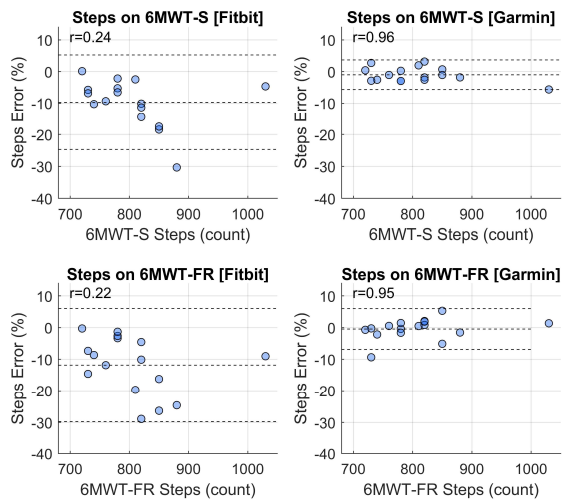 Steps on 6MWT-S [Fitbit]
r=0.24
10
0
-10
-20
-30
-40
Steps Error (%)
700 800 900 1000
6MWT-S Steps (count)
Steps on 6MWT-S [Garmin]
r=0.96
10
0
-10
-20
-30
-40
Steps Error (%)
700 800 900 1000
6MWT-S Steps (count)
Steps on 6MWT-FR [Fitbit]
r=0.22
10
0
-10
-20
-30
-40
Steps Error (%)
700 800 900 1000
6MWT-FR Steps (count)
Steps on 6MWT-FR [Garmin]
r=0.95
10
0
-10
-20
-30
-40
Steps Error (%)
700 800 900 1000
6MWT-FR Steps (count)